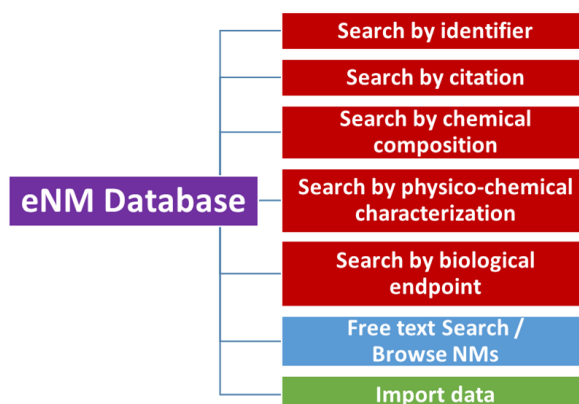 Search by identifier
Search by citation
Search by chemical
composition
eNM Database
Search by physico-chemical
characterization
Search by biological
endpoint
Free text Search /
Browse NMs
Import data